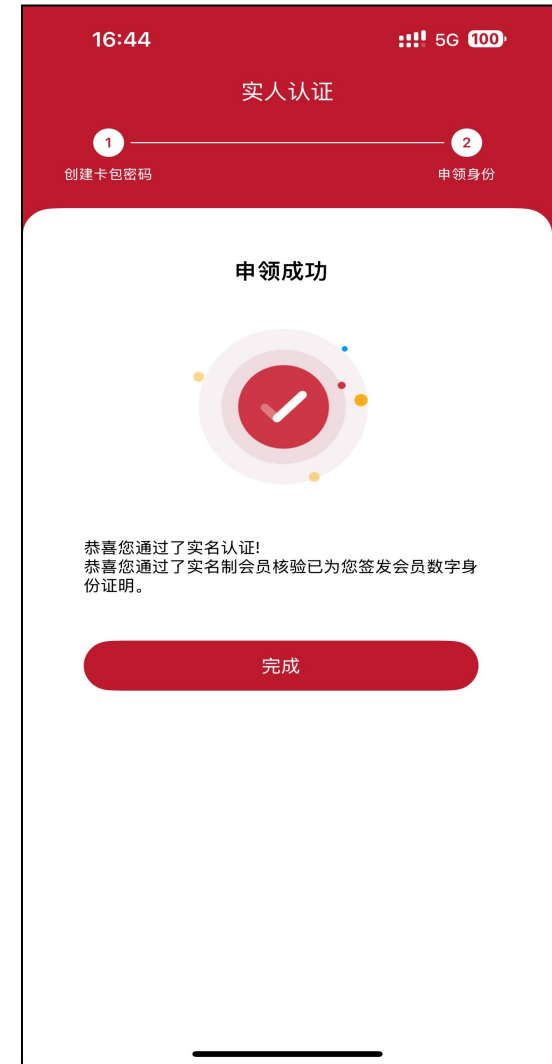 16:44
5G 100
实人认证
1
2
创建卡包密码
申领身份
申领成功
恭喜您通过了实名认证!
恭喜您通过了实名制会员核验已为您签发会员数字身
份证明。
完成